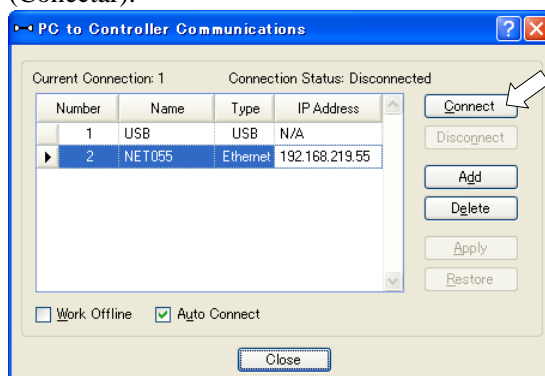 (Conectar).
PC to Controller Communications
Current Connection: 1 Connection Status: Disconnected
Number Name Type IP Address
1 USB USB N/A
2 NET055 Ethernet 192.168.219.55
Connect
Disconnect
Add
Delete
Apply
Restore
Work Offline Auto Connect
Close